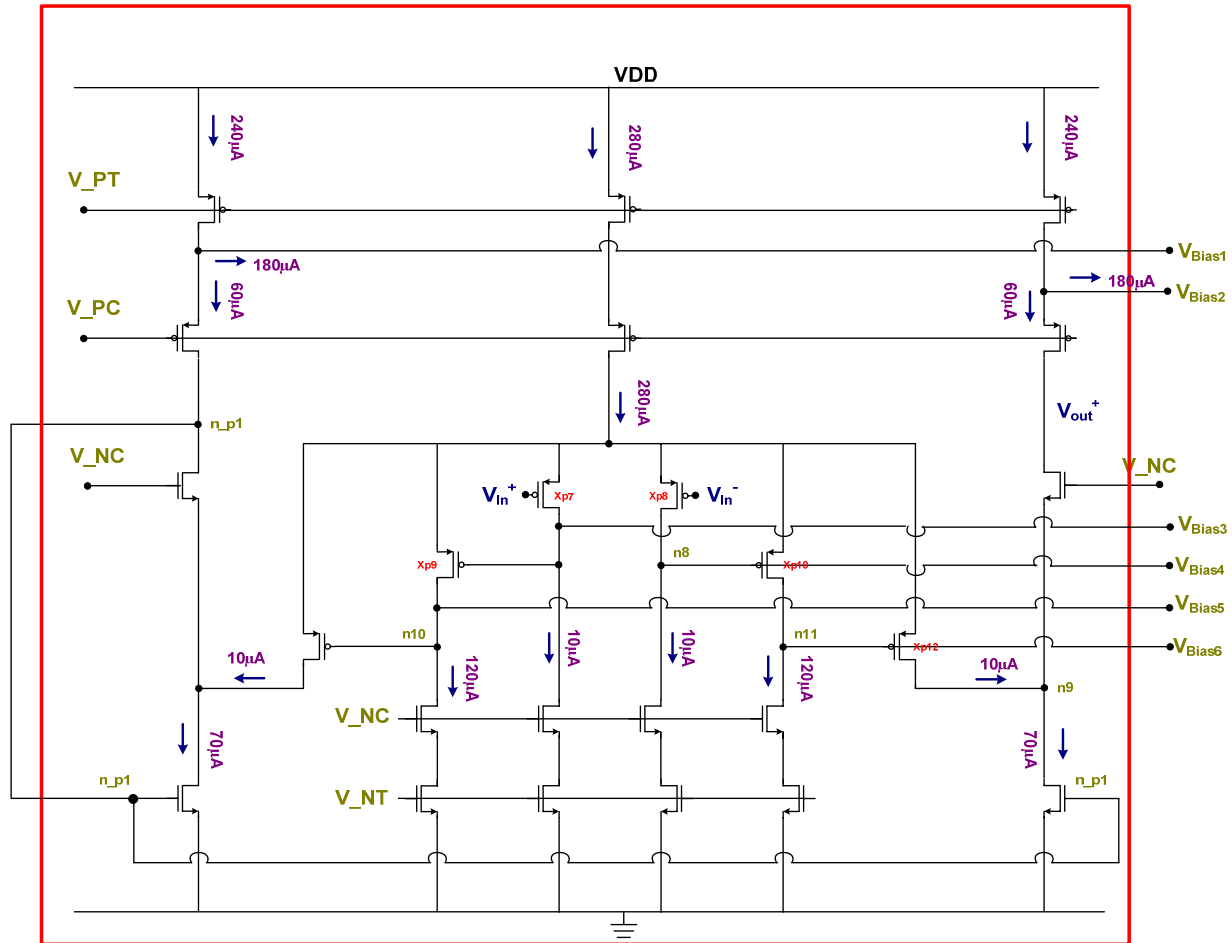 VDD
240µA
280µA
240µA
V_PT
VBias1
180µA
180µA
VBias2
60µA
60µA
V_PC
280µA
Vout+
n_p1
V_NC
V_NC
VIn+
Xp7
Xp8
VIn-
VBias3
n8
Xp9
Xp10
VBias4
VBias5
n10
n11
Xp12
VBias6
10µA
10µA
10µA
10µA
120µA
120µA
n9
V_NC
70µA
70µA
n_p1
n_p1
V_NT